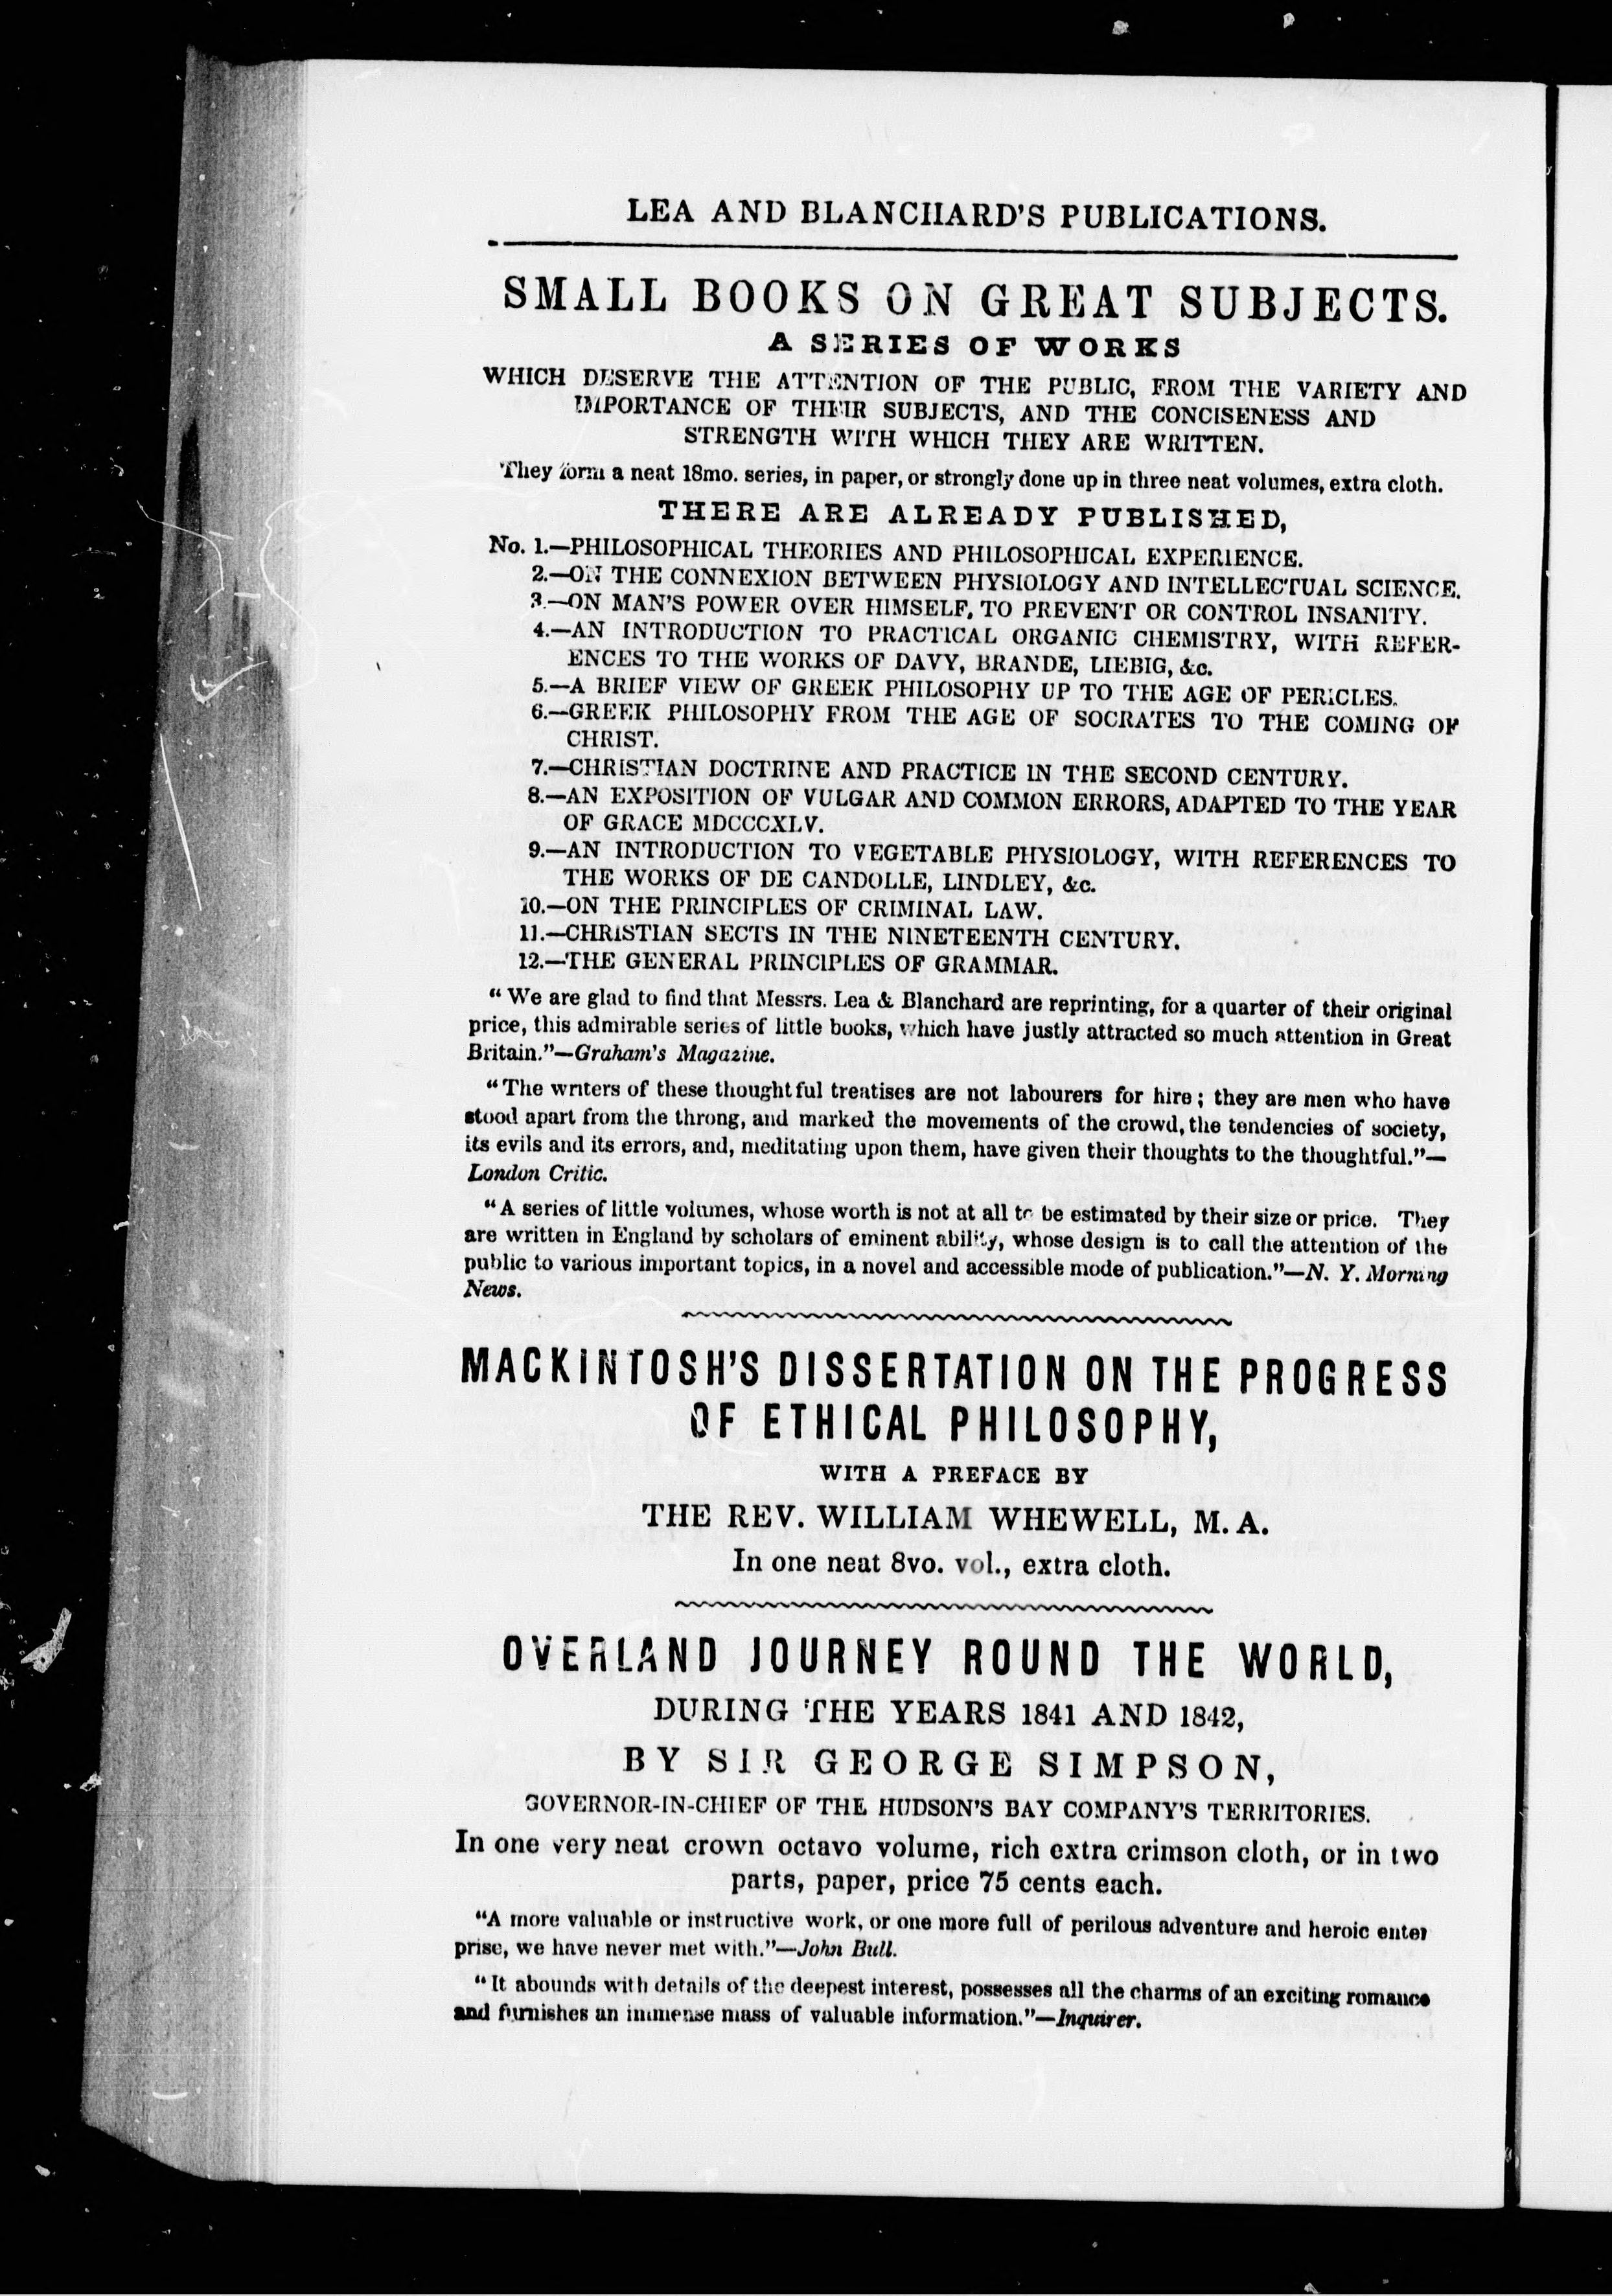 LEA AND BLANCHARD'S PUBLICATIONS.
SMALL BOOKS ON GREAT SUBJECTS.
A SERIES OF WORKS
WHICH DESERVE THE ATTENTION OF THE PUBLIC, FROM THE VARIETY AND
IMPORTANCE OF THEIR SUBJECTS, AND THE CONCISENESS AND
STRENGTH WITH WHICH THEY ARE WRITTEN.
They form a neat 18mo. series, in paper, or strongly done up in three neat volumes, extra cloth.
THERE ARE ALREADY PUBLISHED,
No. 1.—PHILOSOPHICAL THEORIES AND PHILOSOPHICAL EXPERIENCE.
2.—ON THE CONNEXION BETWEEN PHYSIOLOGY AND INTELLECTUAL SCIENCE.
3.—ON MAN'S POWER OVER HIMSELF, TO PREVENT OR CONTROL INSANITY.
4.—AN INTRODUCTION TO PRACTICAL ORGANIC CHEMISTRY, WITH REFER-
ENCES TO THE WORKS OF DAVY, BRANDE, LIEBIG, &c.
5.—A BRIEF VIEW OF GREEK PHILOSOPHY UP TO THE AGE OF PERICLES.
6.—GREEK PHILOSOPHY FROM THE AGE OF SOCRATES TO THE COMING OF
CHRIST.
7.—CHRISTIAN DOCTRINE AND PRACTICE IN THE SECOND CENTURY.
8.—AN EXPOSITION OF VULGAR AND COMMON ERRORS, ADAPTED TO THE YEAR
OF GRACE MDCCCXLV.
9.—AN INTRODUCTION TO VEGETABLE PHYSIOLOGY, WITH REFERENCES TO
THE WORKS OF DE CANDOLLE, LINDLEY, &c.
10.—ON THE PRINCIPLES OF CRIMINAL LAW.
11.—CHRISTIAN SECTS IN THE NINETEENTH CENTURY.
12.—THE GENERAL PRINCIPLES OF GRAMMAR.
"We are glad to find that Messrs. Lea & Blanchard are reprinting, for a quarter of their original
price, this admirable series of little books, which have justly attracted so much attention in Great
Britain."—Graham's Magazine.
"The writers of these thoughtful treatises are not labourers for hire; they are men who have
stood apart from the throng, and marked the movements of the crowd, the tendencies of society,
its evils and its errors, and, meditating upon them, have given their thoughts to the thoughtful."—
London Critic.
"A series of little volumes, whose worth is not at all to be estimated by their size or price. They
are written in England by scholars of eminent ability, whose design is to call the attention of the
public to various important topics, in a novel and accessible mode of publication."—N. Y. Morning
News.
MACKINTOSH'S DISSERTATION ON THE PROGRESS
OF ETHICAL PHILOSOPHY,
WITH A PREFACE BY
THE REV. WILLIAM WHEWELL, M. A.
In one neat 8vo. vol., extra cloth.
OVERLAND JOURNEY ROUND THE WORLD,
DURING THE YEARS 1841 AND 1842,
BY SIR GEORGE SIMPSON,
GOVERNOR-IN-CHIEF OF THE HUDSON'S BAY COMPANY'S TERRITORIES.
In one very neat crown octavo volume, rich extra crimson cloth, or in two
parts, paper, price 75 cents each.
"A more valuable or instructive work, or one more full of perilous adventure and heroic enter
prise, we have never met with."—John Bull.
"It abounds with details of the deepest interest, possesses all the charms of an exciting romance
and furnishes an immense mass of valuable information."—Inquirer.